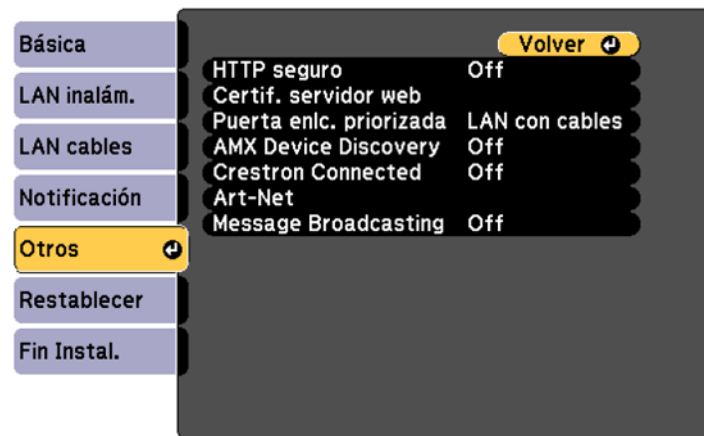 Básica
LAN inalám.
LAN cables
Notificación
Otros
Restablecer
Fin Instal.
Volver
HTTP seguro Off
Certif. servidor web
Puerta enlc. priorizada LAN con cables
AMX Device Discovery Off
Crestron Connected Off
Art-Net
Message Broadcasting Off